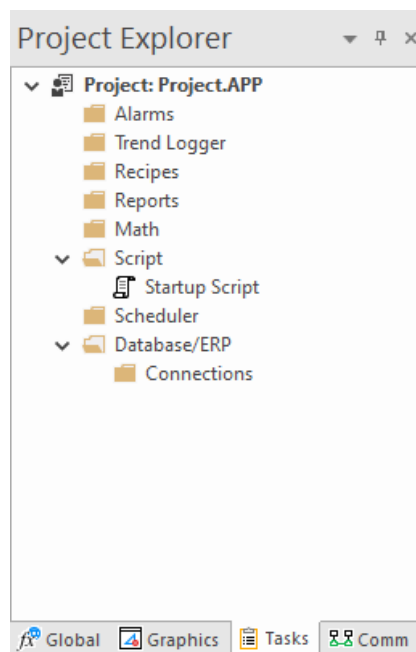 Project Explorer
Project: Project.APP
Alarms
Trend Logger
Recipes
Reports
Math
Script
Startup Script
Scheduler
Database/ERP
Connections
fx Global Graphics Tasks Comm